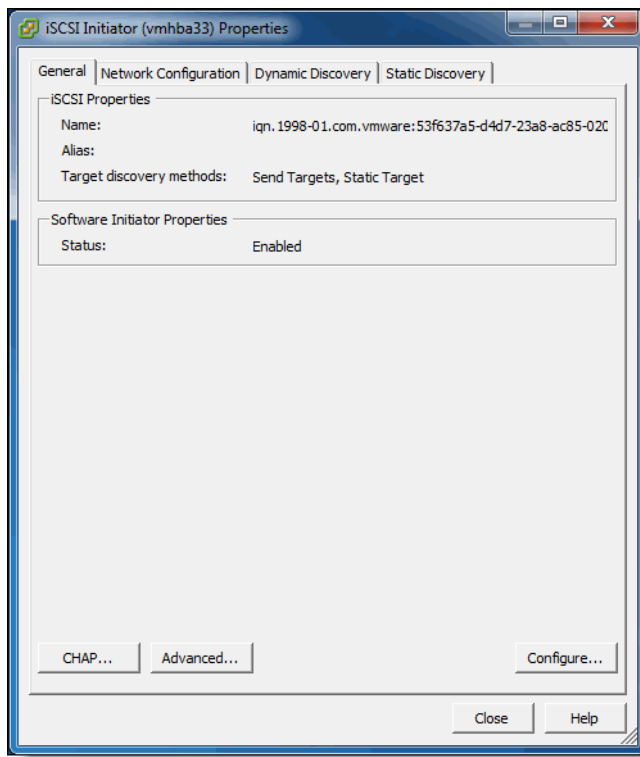 iSCSI Initiator (vmhba33) Properties
General Network Configuration Dynamic Discovery Static Discovery
iSCSI Properties
Name: iqn.1998-01.com.vmware:53f637a5-d4d7-23a8-ac85-020
Alias:
Target discovery methods: Send Targets, Static Target
Software Initiator Properties
Status: Enabled
CHAP... Advanced... Configure...
Close Help